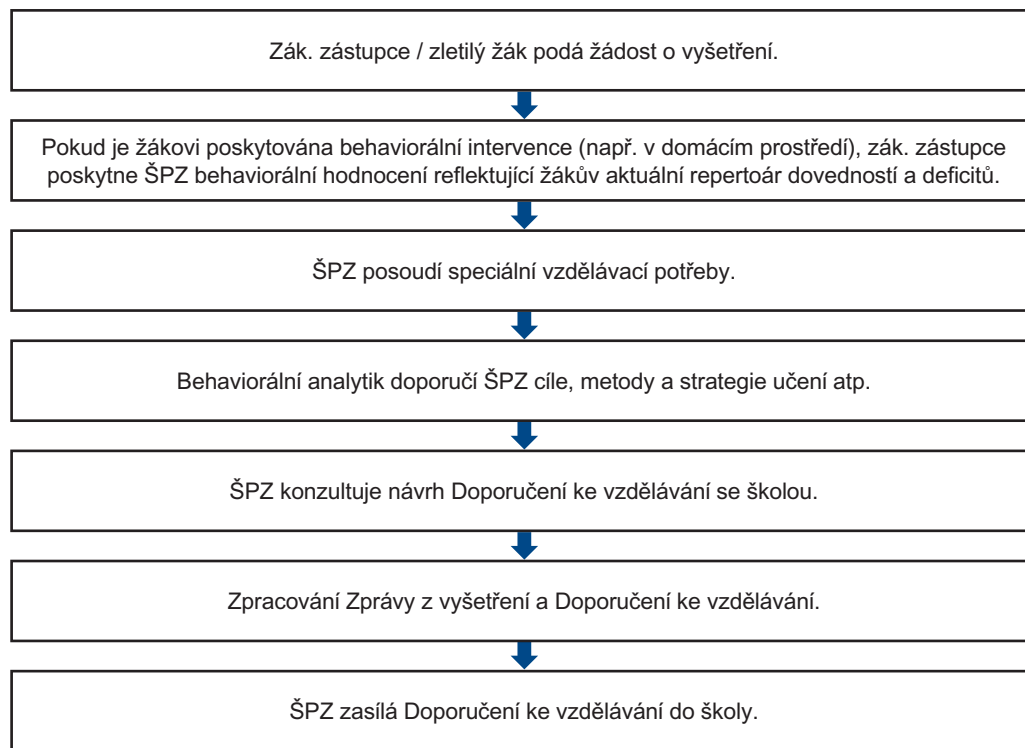 Zák. zástupce / zletilý žák podá žádost o vyšetření.
Pokud je žákovi poskytována behaviorální intervence (např. v domácím prostředí), zák. zástupce
poskytne ŠPZ behaviorální hodnocení reflektující žákův aktuální repertoár dovedností a deficitů.
ŠPZ posoudí speciální vzdělávací potřeby.
Behaviorální analytik doporučí ŠPZ cíle, metody a strategie učení atp.
ŠPZ konzultuje návrh Doporučení ke vzdělávání se školou.
Zpracování Zprávy z vyšetření a Doporučení ke vzdělávání.
ŠPZ zasílá Doporučení ke vzdělávání do školy.